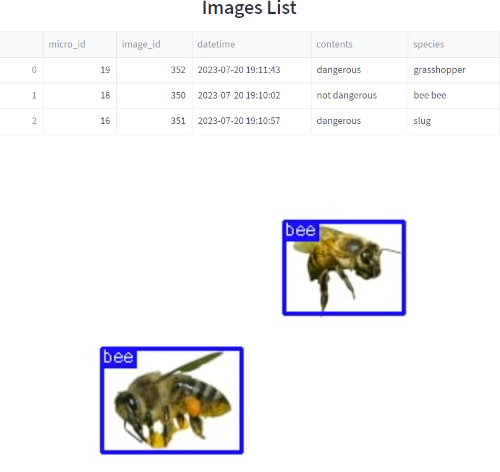 Images List
micro_id image_id datetime contents species
0 19 352 2023-07-20 19:11:43 dangerous grasshopper
1 18 350 2023-07-20 19:10:02 not dangerous bee bee
2 16 351 2023-07-20 19:10:57 dangerous slug
bee
bee